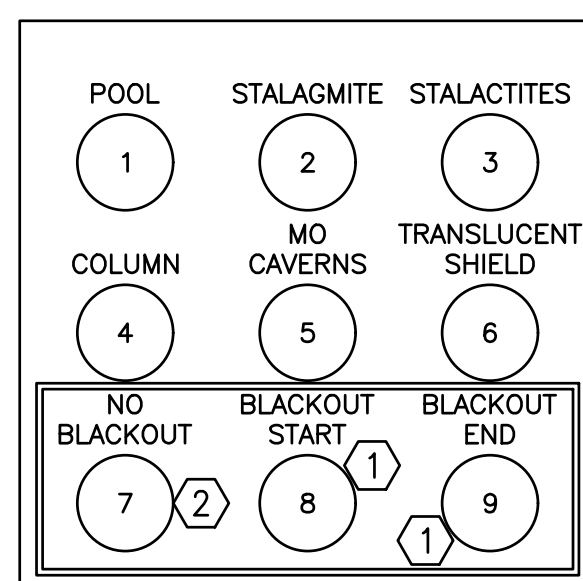 POOL STALAGMITE STALACTITES
1 2 3
MO TRANSLUCENT
COLUMN CAVERNS SHIELD
4 5 6
NO BLACKOUT BLACKOUT
BLACKOUT START END
1
7 2 8 9
1